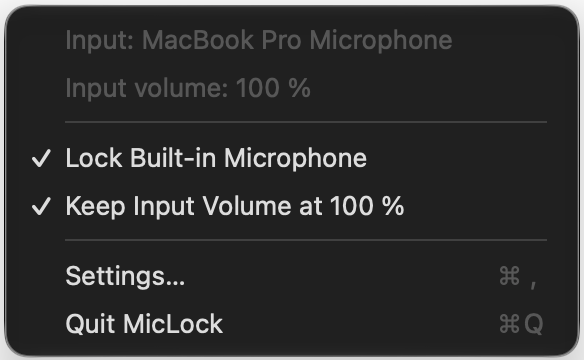 Input: MacBook Pro Microphone
Input volume: 100 %
✓ Lock Built-in Microphone
✓ Keep Input Volume at 100 %
Settings... ⌘ ,
Quit MicLock ⌘Q